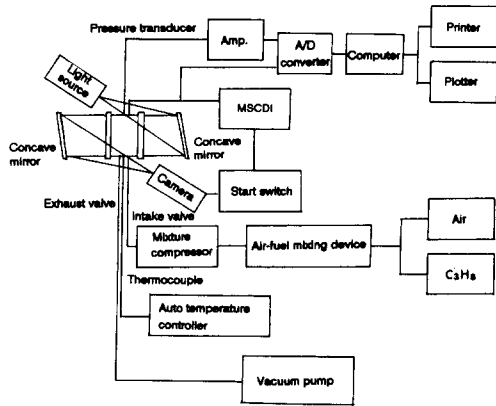 Pressure transducer
Amp.
A/D
converter
Computer
Printer
Plotter
Light
source
MSCDI
Concave
mirror
Concave
mirror
Camera
Start switch
Exhaust valve
Intake valve
Mixture
compressor
Air-fuel mixing device
Air
C3H8
Thermocouple
Auto temperature
controller
Vacuum pump